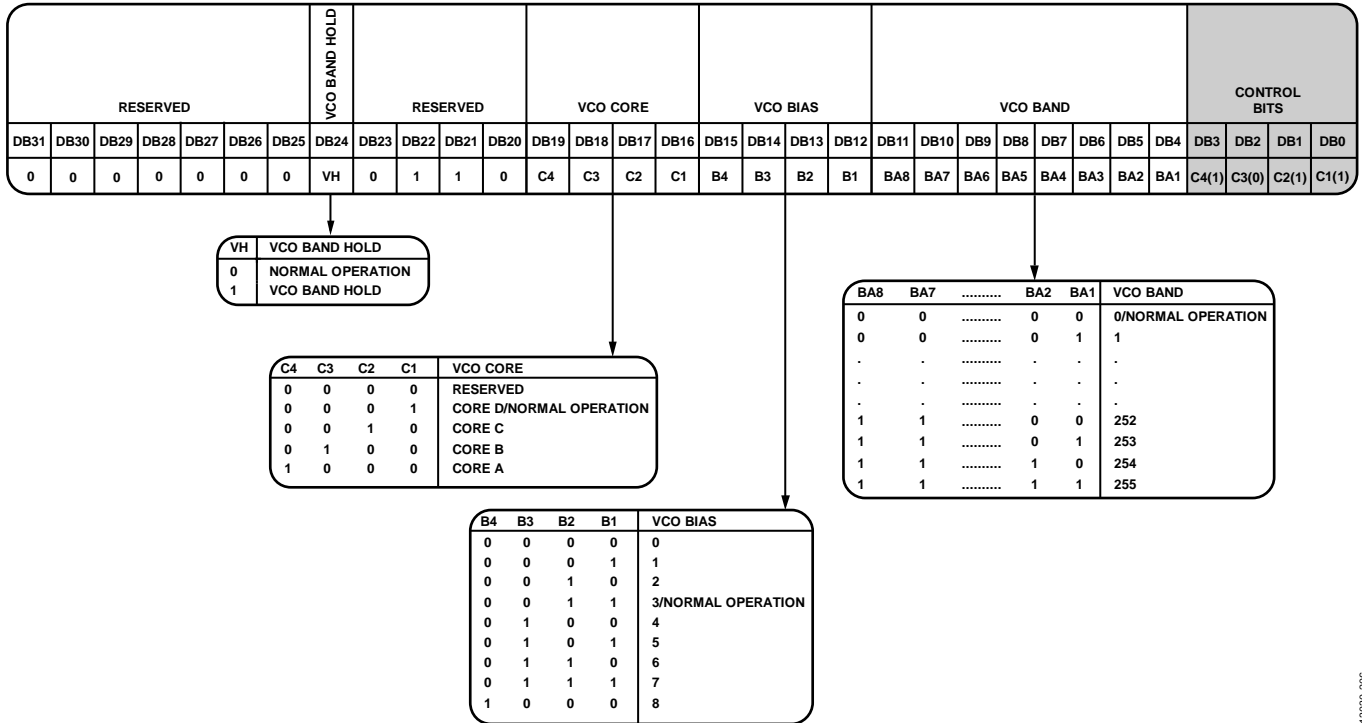 RESERVED
VCO BAND HOLD
RESERVED
VCO CORE
VCO BIAS
VCO BAND
CONTROL
BITS
DB31 DB30 DB29 DB28 DB27 DB26 DB25 DB24 DB23 DB22 DB21 DB20 DB19 DB18 DB17 DB16 DB15 DB14 DB13 DB12 DB11 DB10 DB9 DB8 DB7 DB6 DB5 DB4 DB3 DB2 DB1 DB0
0 0 0 0 0 0 0 VH 0 1 1 0 C4 C3 C2 C1 B4 B3 B2 B1 BA8 BA7 BA6 BA5 BA4 BA3 BA2 BA1 C4(1) C3(0) C2(1) C1(1)
VH VCO BAND HOLD
0 NORMAL OPERATION
1 VCO BAND HOLD
BA8 BA7 .......... BA2 BA1 VCO BAND
0 0 .......... 0 0 0/NORMAL OPERATION
0 0 .......... 0 1 1
. . .......... . . .
. . .......... . . .
. . .......... . . .
1 1 .......... 0 0 252
1 1 .......... 0 1 253
1 1 .......... 1 0 254
1 1 .......... 1 1 255
C4 C3 C2 C1 VCO CORE
0 0 0 0 RESERVED
0 0 0 1 CORE D/NORMAL OPERATION
0 0 1 0 CORE C
0 1 0 0 CORE B
1 0 0 0 CORE A
B4 B3 B2 B1 VCO BIAS
0 0 0 0 0
0 0 0 1 1
0 0 1 0 2
0 0 1 1 3/NORMAL OPERATION
0 1 0 0 4
0 1 0 1 5
0 1 1 0 6
0 1 1 1 7
1 0 0 0 8